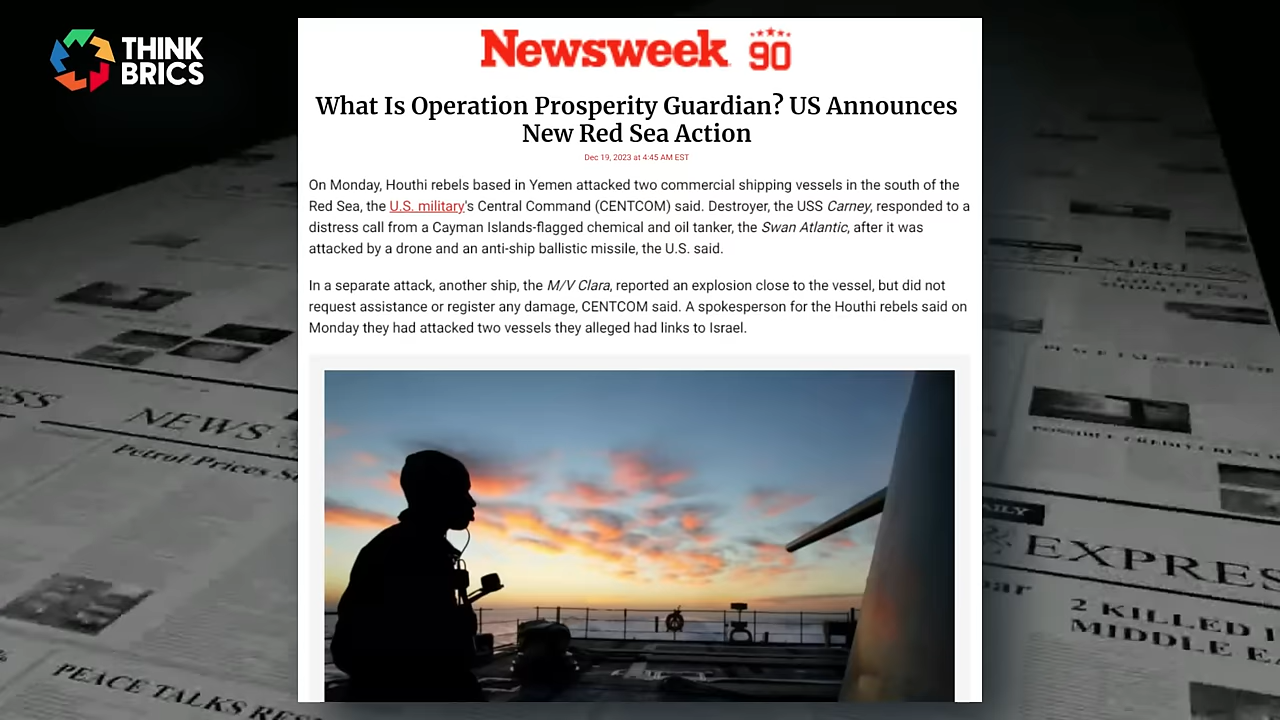 THINK
BRICS
Newsweek 90
What Is Operation Prosperity Guardian? US Announces
New Red Sea Action
Dec 19, 2023 at 4:45 AM EST
On Monday, Houthi rebels based in Yemen attacked two commercial shipping vessels in the south of the
Red Sea, the U.S. military's Central Command (CENTCOM) said. Destroyer, the USS Carney, responded to a
distress call from a Cayman Islands-flagged chemical and oil tanker, the Swan Atlantic, after it was
attacked by a drone and an anti-ship ballistic missile, the U.S. said.
In a separate attack, another ship, the M/V Clara, reported an explosion close to the vessel, but did not
request assistance or register any damage, CENTCOM said. A spokesperson for the Houthi rebels said on
Monday they had attacked two vessels they alleged had links to Israel.
NEWS
Petrol Prices
PEACE TALKS
EXPRES
2 KILLED
MIDDLE